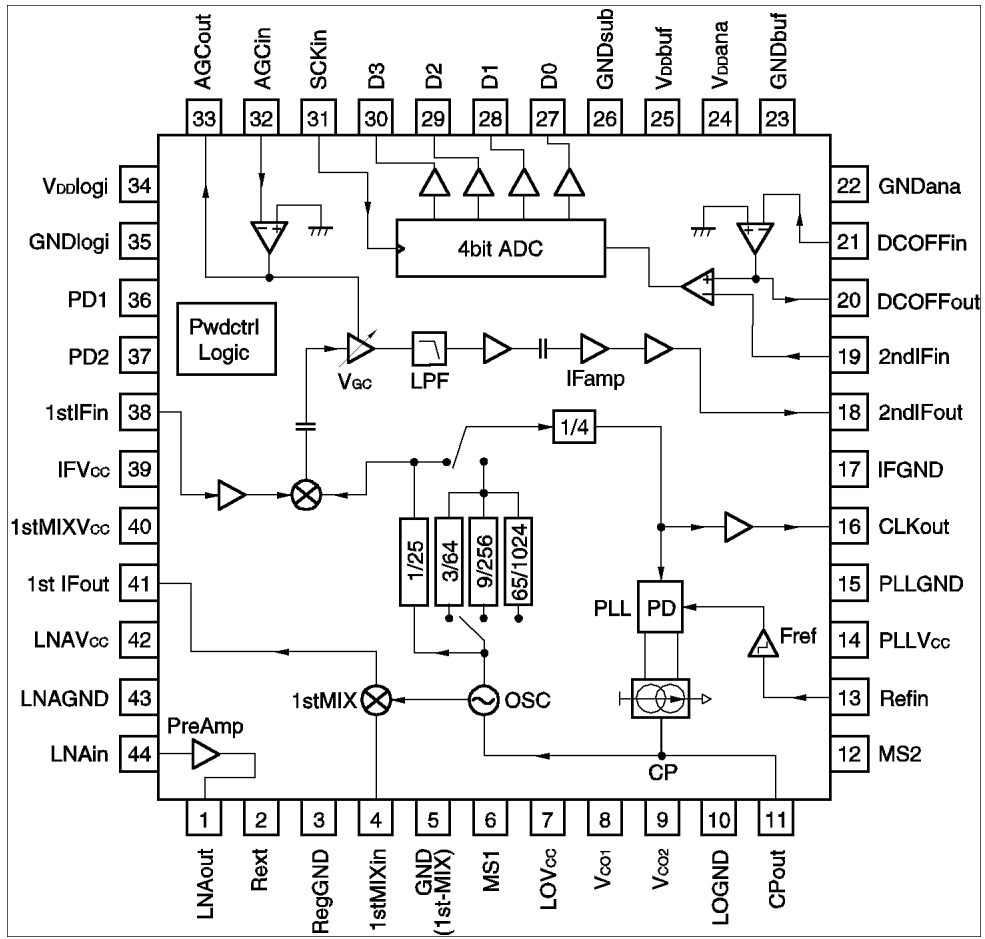 AGCout
AGCin
SCKin
D3
D2
D1
D0
GNDsub
VDDbuf
VDDana
GNDbuf
33
32
31
30
29
28
27
26
25
24
23
VDDlogi 34
GNDlogi 35
PD1 36
PD2 37
1stIFin 38
IFVcc 39
1stMIXVcc 40
1st IFout 41
LNAVcc 42
LNAGND 43
LNAin 44
22 GNDana
21 DCOFFin
20 DCOFFout
19 2ndIFin
18 2ndIFout
17 IFGND
16 CLKout
15 PLLGND
14 PLLVcc
13 Refin
12 MS2
− +
− +
4bit ADC
+
−
Pwdctrl
Logic
VGC
LPF
IFamp
1/4
1/25
3/64
9/256
65/1024
PLL
PD
Fref
1stMIX
OSC
PreAmp
CP
1
2
3
4
5
6
7
8
9
10
11
LNAout
Rext
RegGND
1stMIXin
GND
(1st-MIX)
MS1
LOVcc
VCO1
VCO2
LOGND
CPout